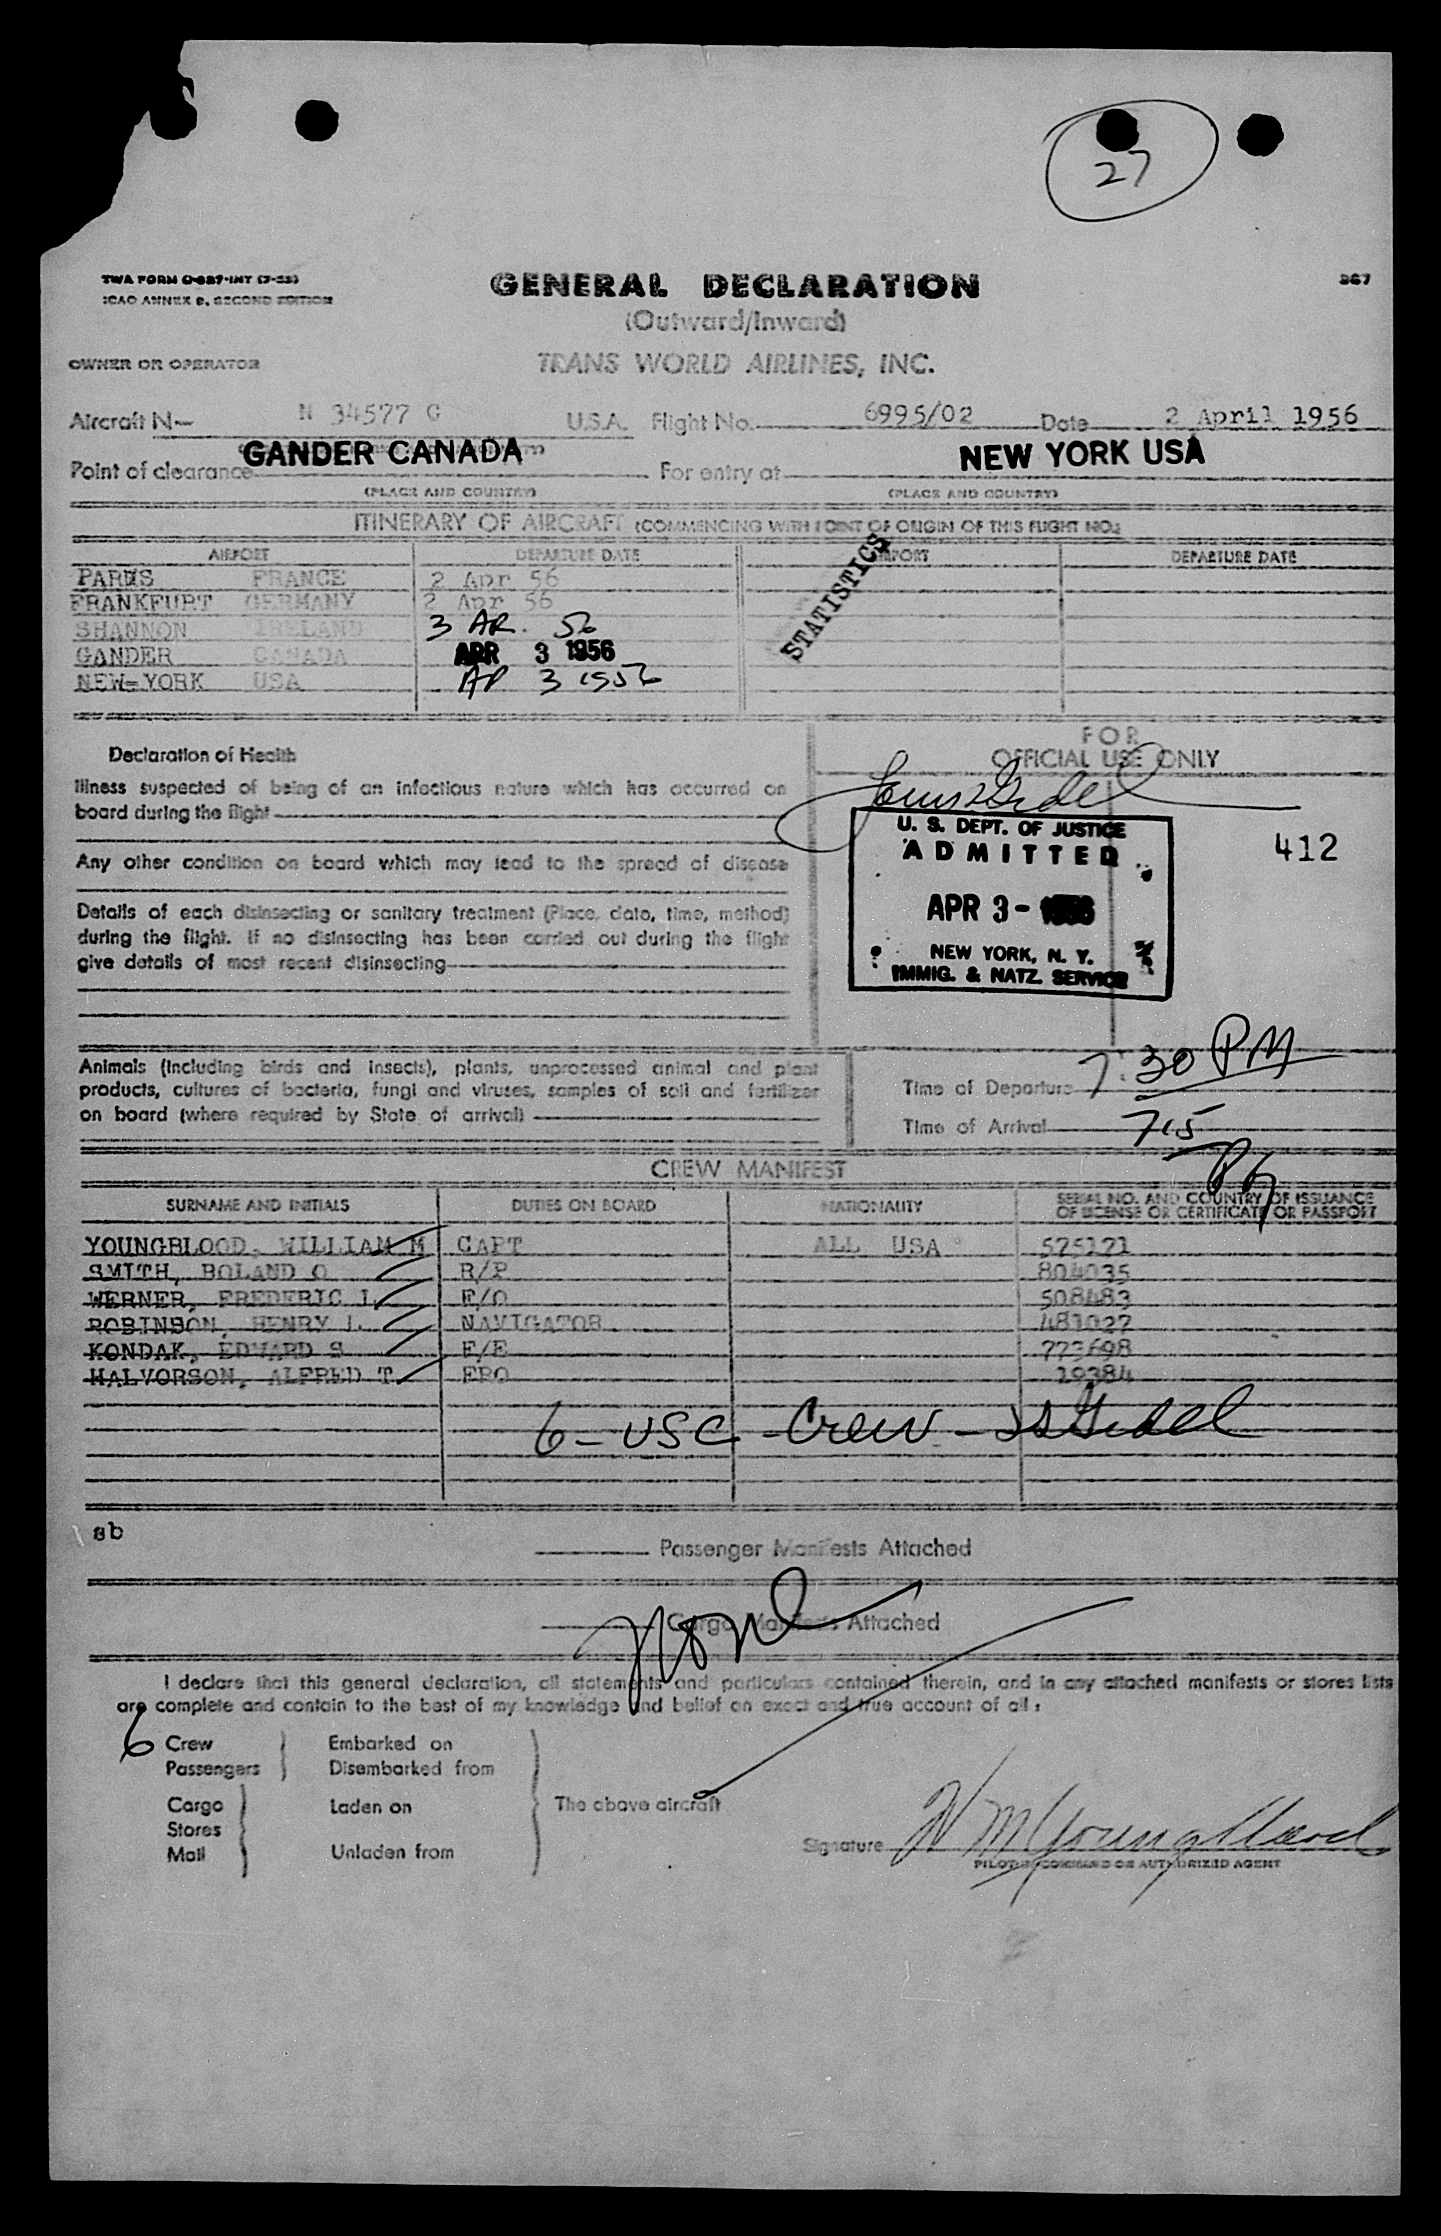 27
TWA FORM O-887-INT (7-55)
ICAO ANNEX 9, SECOND EDITION
GENERAL DECLARATION
367
(Outward/Inward)
OWNER OR OPERATOR
TRANS WORLD AIRLINES, INC.
Aircraft N— N 34577 G U.S.A. Flight No. 6995/02 Date 2 April 1956
Point of clearance GANDER CANADA For entry at NEW YORK USA
(PLACE AND COUNTRY) (PLACE AND COUNTRY)
ITINERARY OF AIRCRAFT (COMMENCING WITH POINT OF ORIGIN OF THIS FLIGHT NO.)
AIRPORT DEPARTURE DATE AIRPORT DEPARTURE DATE
STATISTICS
PARIS FRANCE 2 Apr 56
FRANKFURT GERMANY 2 Apr 56
SHANNON IRELAND 3 AR. 56
GANDER CANADA APR 3 1956
NEW-YORK USA AP 3 1956
FOR
OFFICIAL USE ONLY
Declaration of Health
Illness suspected of being of an infectious nature which has occurred on
board during the flight
Any other condition on board which may lead to the spread of disease
Details of each disinsecting or sanitary treatment (Place, date, time, method)
during the flight. If no disinsecting has been carried out during the flight
give details of most recent disinsecting
U. S. DEPT. OF JUSTICE
ADMITTED
APR 3 - 1956
NEW YORK, N. Y.
IMMIG. & NATZ. SERVICE
412
Animals (including birds and insects), plants, unprocessed animal and plant
products, cultures of bacteria, fungi and viruses, samples of soil and fertilizer
on board (where required by State of arrival)
Time of Departure 7:30 PM
Time of Arrival 715
CREW MANIFEST
SURNAME AND INITIALS DUTIES ON BOARD NATIONALITY SERIAL NO. AND COUNTRY OF ISSUANCE
OF LICENSE OR CERTIFICATE OR PASSPORT
YOUNGBLOOD, WILLIAM M CAPT ALL USA 575171
SMITH, BOLAND O R/P 804035
WERNER, FREDERIC J. F/O 508483
ROBINSON, HENRY J. NAVIGATOR 481027
KONDAK, EDWARD S F/E 773698
HALVORSON, ALFRED T FRO 19384
6 - USC - Crew -
sb
Passenger Manifests Attached
None
Cargo Manifests Attached
I declare that this general declaration, all statements and particulars contained therein, and in any attached manifests or stores lists
are complete and contain to the best of my knowledge and belief an exact and true account of all:
6 Crew Embarked on
Passengers Disembarked from
Cargo Laden on The above aircraft
Stores
Mail Unladen from
Signature W M Youngblood
PILOT IN COMMAND OR AUTHORIZED AGENT